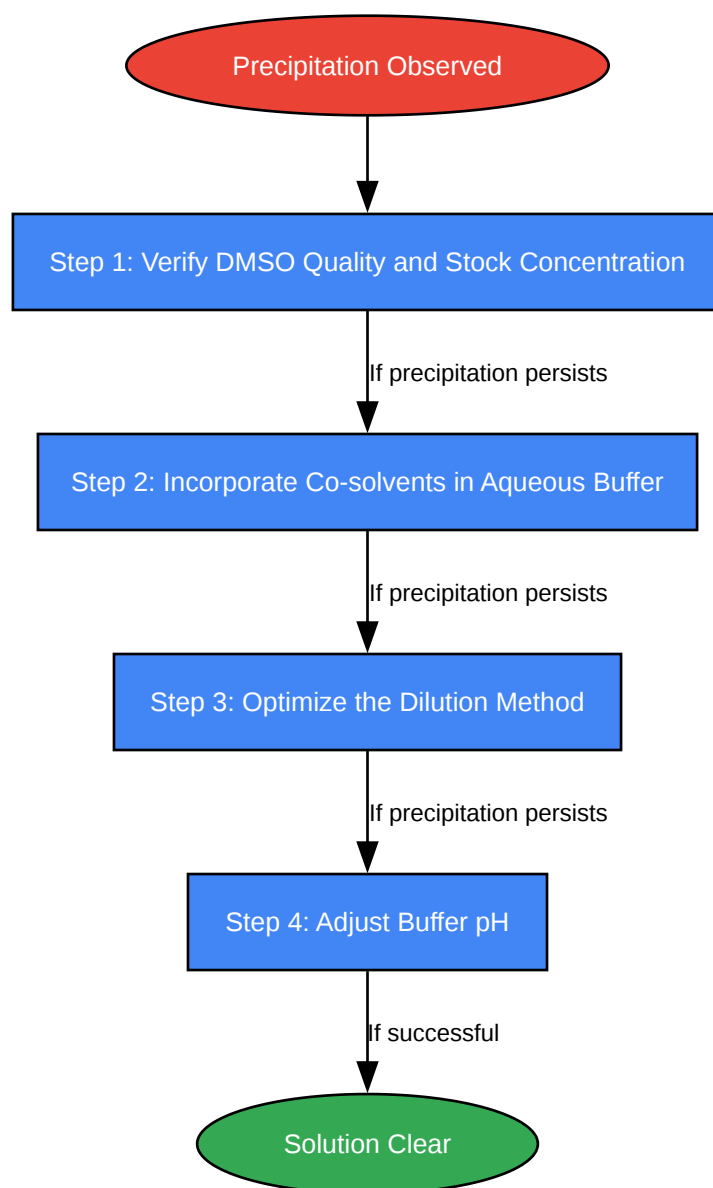 Precipitation Observed
Step 1: Verify DMSO Quality and Stock Concentration
If precipitation persists
Step 2: Incorporate Co-solvents in Aqueous Buffer
If precipitation persists
Step 3: Optimize the Dilution Method
If precipitation persists
Step 4: Adjust Buffer pH
If successful
Solution Clear